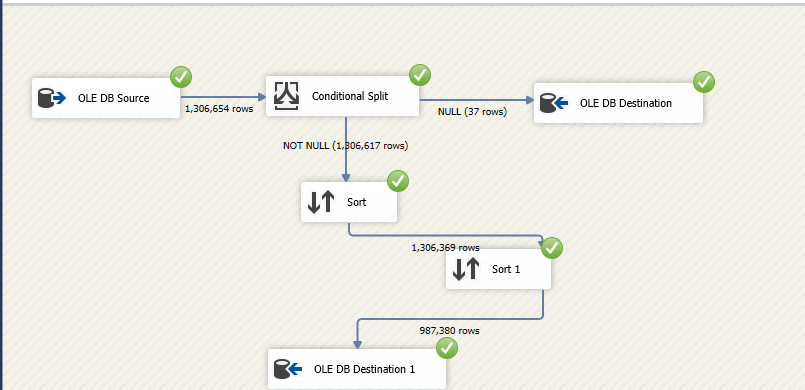 OLE DB Source
1,306,654 rows
Conditional Split
NULL (37 rows)
OLE DB Destination
NOT NULL (1,306,617 rows)
Sort
1,306,369 rows
Sort 1
987,380 rows
OLE DB Destination 1